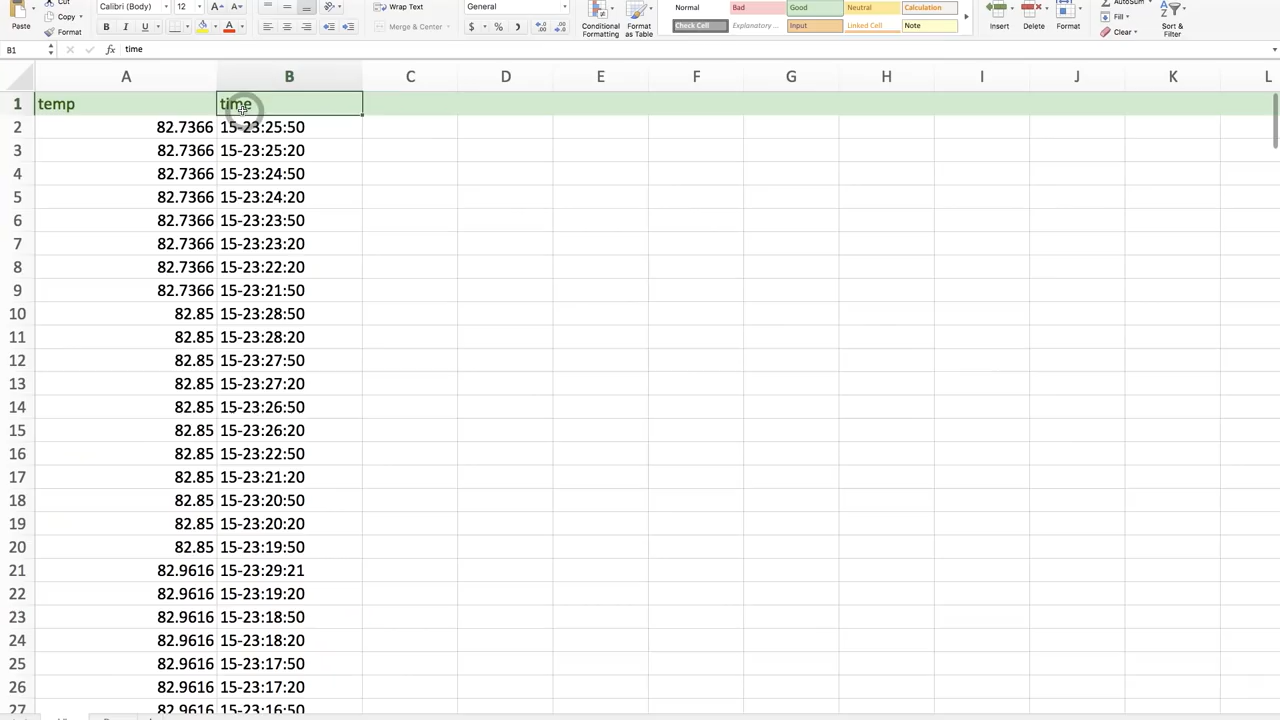 Cut
Calibri (Body) 12
Wrap Text
General
Bad Good Neutral Calculation
Copy
Paste Format
B I U
Merge & Center
$ %
Conditional Formatting
Format as Table
Check Cell Explanatory ... Input Linked Cell Note
Normal
Insert Delete Format
AutoSum
Fill
Clear
Sort & Filter
B1 fx time
A B C D E F G H I J K L
1 temp time
2 82.7366 15-23:25:50
3 82.7366 15-23:25:20
4 82.7366 15-23:24:50
5 82.7366 15-23:24:20
6 82.7366 15-23:23:50
7 82.7366 15-23:23:20
8 82.7366 15-23:22:20
9 82.7366 15-23:21:50
10 82.85 15-23:28:50
11 82.85 15-23:28:20
12 82.85 15-23:27:50
13 82.85 15-23:27:20
14 82.85 15-23:26:50
15 82.85 15-23:26:20
16 82.85 15-23:22:50
17 82.85 15-23:21:20
18 82.85 15-23:20:50
19 82.85 15-23:20:20
20 82.85 15-23:19:50
21 82.9616 15-23:29:21
22 82.9616 15-23:19:20
23 82.9616 15-23:18:50
24 82.9616 15-23:18:20
25 82.9616 15-23:17:50
26 82.9616 15-23:17:20
27 82.9616 15-23:16:50